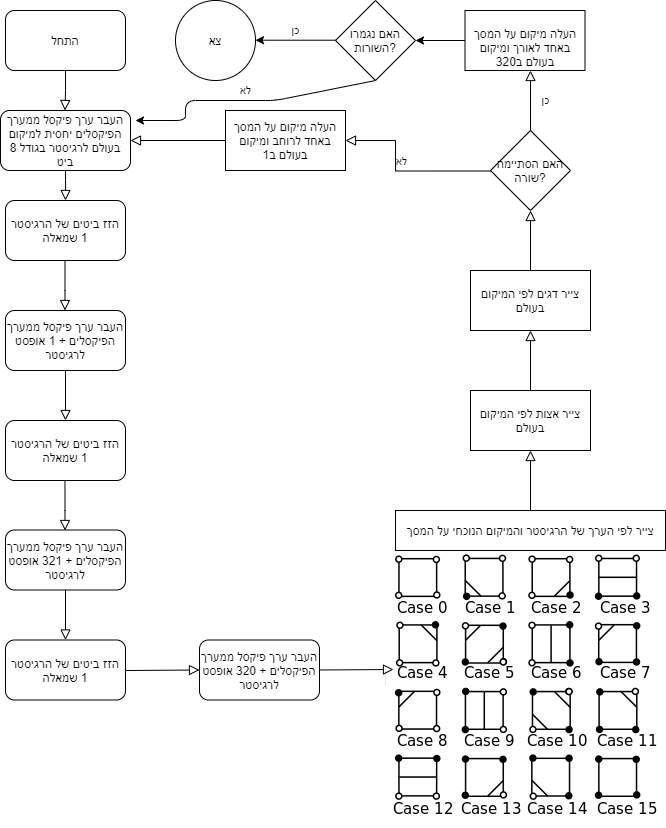 התחל
העבר ערך פיקסל ממערך
הפיקסלים יחסית למיקום
בעולם לרגיסטר בגודל 8
ביט
הזז ביטים של הרגיסטר
1 שמאלה
העבר ערך פיקסל ממערך
הפיקסלים + 1 אופסט
לרגיסטר
הזז ביטים של הרגיסטר
1 שמאלה
העבר ערך פיקסל ממערך
הפיקסלים + 321 אופסט
לרגיסטר
הזז ביטים של הרגיסטר
1 שמאלה
העבר ערך פיקסל ממערך
הפיקסלים + 320 אופסט
לרגיסטר
צייר לפי הערך של הרגיסטר והמיקום הנוכחי על המסך
Case 0 Case 1 Case 2 Case 3
Case 4 Case 5 Case 6 Case 7
Case 8 Case 9 Case 10 Case 11
Case 12 Case 13 Case 14 Case 15
צייר אצות לפי המיקום
בעולם
צייר דגים לפי המיקום
בעולם
האם הסתיימה
שורה?
לא
העלה מיקום על המסך
באחד לרוחב ומיקום
בעולם ב1
כן
העלה מיקום על המסך
באחד לאורך ומיקום
בעולם ב320
האם נגמרו
השורות?
לא
כן
צא